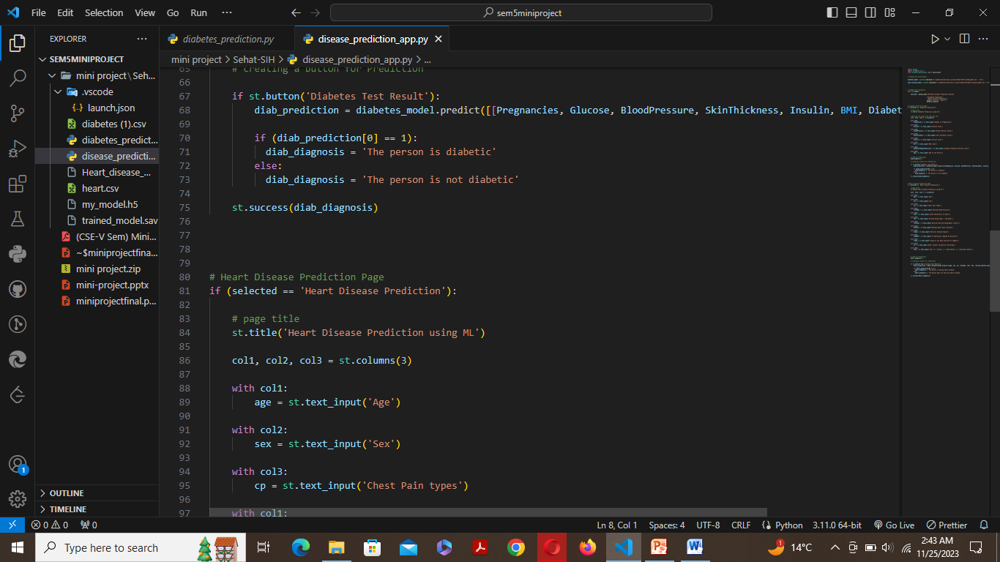 File Edit Selection View Go Run ··· sem5miniproject
EXPLORER ···
SEM5MINIPROJECT
mini project \ Seh...
.vscode
{..} launch.json
diabetes (1).csv
diabetes_predict...
disease_predicti...
Heart_disease_...
heart.csv
my_model.h5
trained_model.sav
(CSE-V Sem) Mini...
~$miniprojectfina...
mini project.zip
mini-project.pptx
miniprojectfinal.p...
OUTLINE
TIMELINE
diabetes_prediction.py disease_prediction_app.py
mini project > Sehat-SIH > disease_prediction_app.py > ...
65 # creating a button for Prediction
66
67 if st.button('Diabetes Test Result'):
68 diab_prediction = diabetes_model.predict([[Pregnancies, Glucose, BloodPressure, SkinThickness, Insulin, BMI, Diabet
69
70 if (diab_prediction[0] == 1):
71 diab_diagnosis = 'The person is diabetic'
72 else:
73 diab_diagnosis = 'The person is not diabetic'
74
75 st.success(diab_diagnosis)
76
77
78
79
80 # Heart Disease Prediction Page
81 if (selected == 'Heart Disease Prediction'):
82
83 # page title
84 st.title('Heart Disease Prediction using ML')
85
86 col1, col2, col3 = st.columns(3)
87
88 with col1:
89 age = st.text_input('Age')
90
91 with col2:
92 sex = st.text_input('Sex')
93
94 with col3:
95 cp = st.text_input('Chest Pain types')
96
97 with col1:
1
0 0 0 Ln 8, Col 1 Spaces: 4 UTF-8 CRLF Python 3.11.0 64-bit Go Live Prettier
Type here to search 1 14°C 2:43 AM
11/25/2023